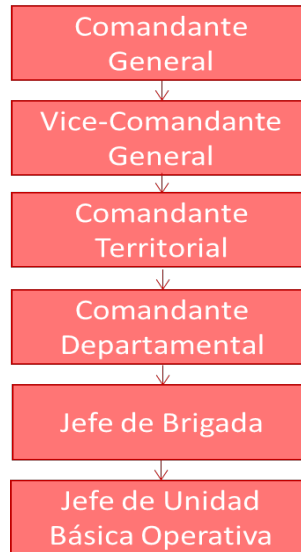 Comandante
General
Vice-Comandante
General
Comandante
Territorial
Comandante
Departamental
Jefe de Brigada
Jefe de Unidad
Básica Operativa